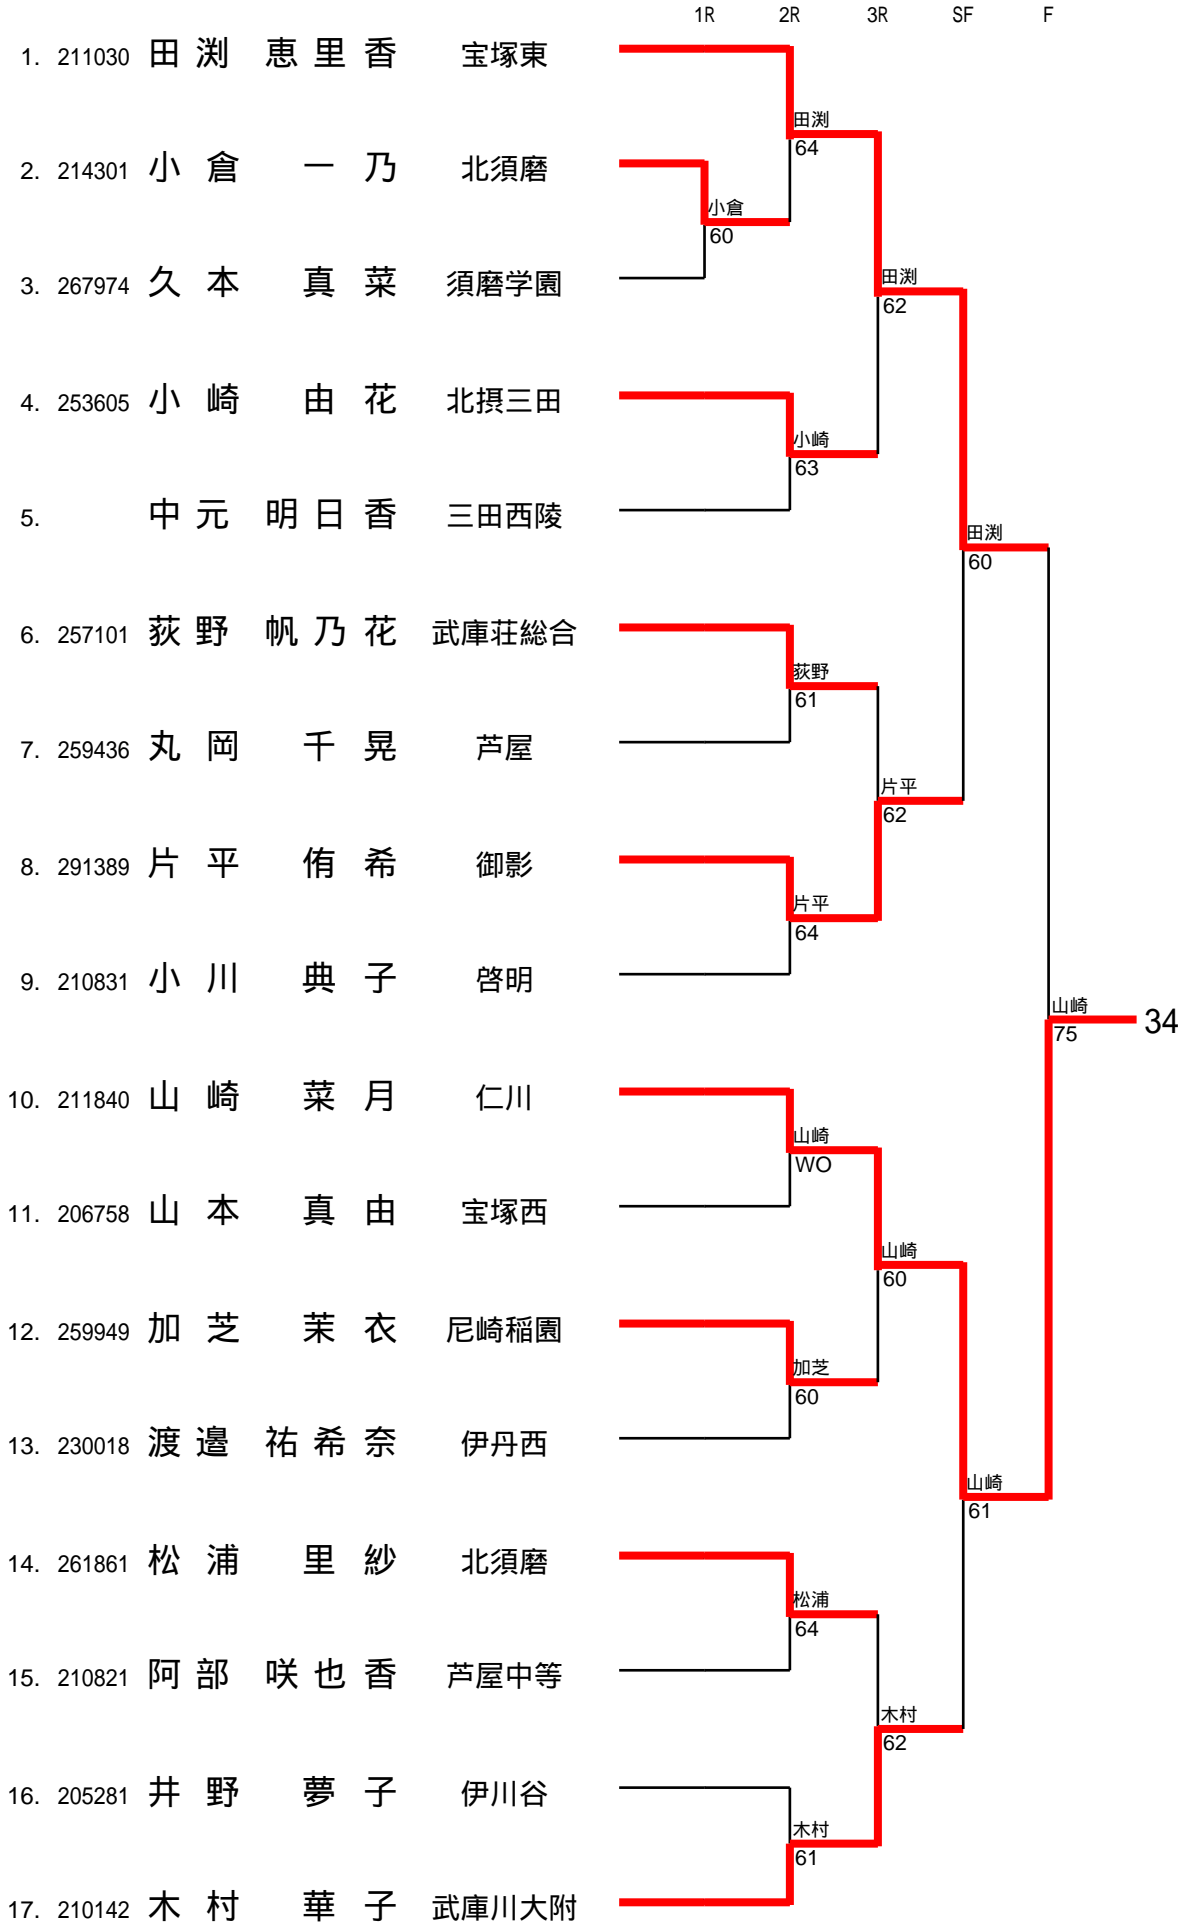 1R 2R 3R SF F
1. 211030 田渕 恵里香 宝塚東
田渕
64
2. 214301 小倉 一乃 北須磨
小倉
60
3. 267974 久本 真菜 須磨学園
田渕
62
4. 253605 小崎 由花 北摂三田
小崎
63
5. 中元 明日香 三田西陵
田渕
60
6. 257101 荻野 帆乃花 武庫荘総合
荻野
61
7. 259436 丸岡 千晃 芦屋
片平
62
8. 291389 片平 侑希 御影
片平
64
9. 210831 小川 典子 啓明
山崎
75
34
10. 211840 山崎 菜月 仁川
山崎
WO
11. 206758 山本 真由 宝塚西
山崎
60
12. 259949 加芝 茉衣 尼崎稲園
加芝
60
13. 230018 渡邉 祐希奈 伊丹西
山崎
61
14. 261861 松浦 里紗 北須磨
松浦
64
15. 210821 阿部 咲也香 芦屋中等
木村
62
16. 205281 井野 夢子 伊川谷
木村
61
17. 210142 木村 華子 武庫川大附